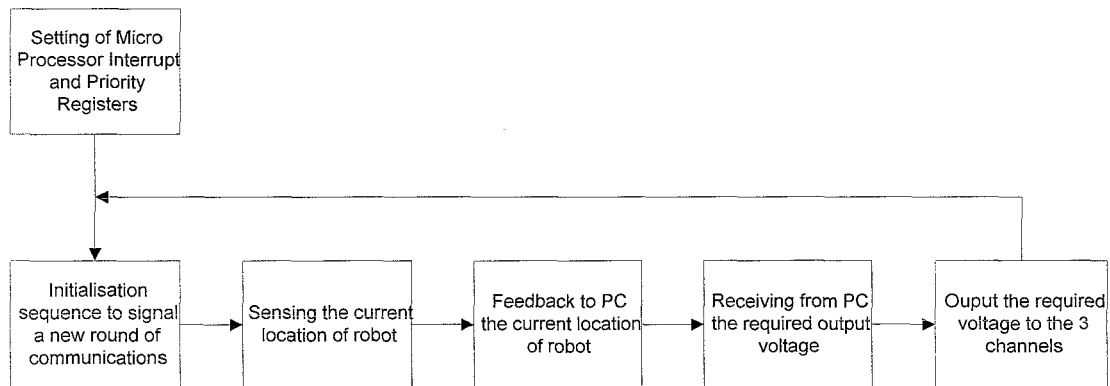 Setting of Micro
Processor Interrupt
and Priority
Registers
Initialisation
sequence to signal
a new round of
communications
Sensing the current
location of robot
Feedback to PC
the current location
of robot
Receiving from PC
the required output
voltage
Ouput the required
voltage to the 3
channels